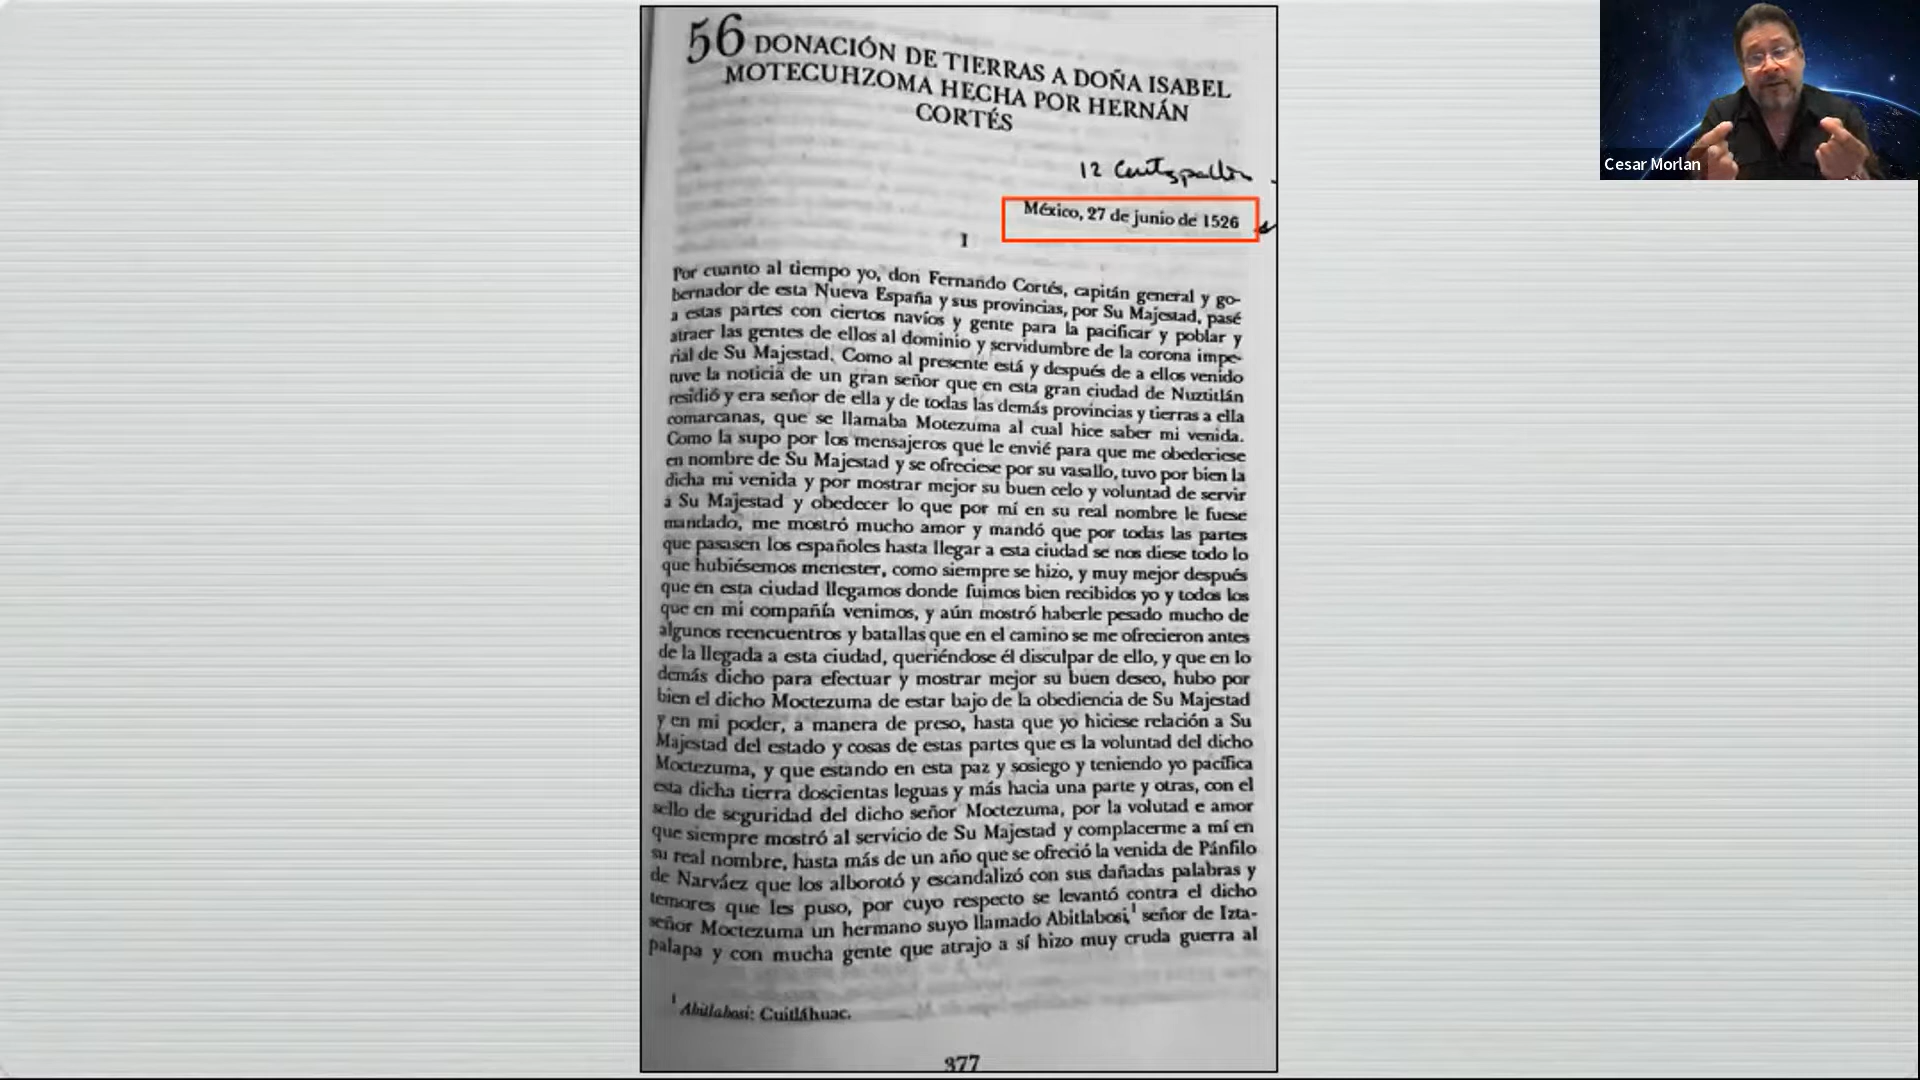 56 DONACIÓN DE TIERRAS A DOÑA ISABEL
MOTECUHZOMA HECHA POR HERNÁN
CORTÉS
12
México, 27 de junio de 1526
I
Por cuanto al tiempo yo, don Fernando Cortés, capitán general y go-
bernador de esta Nueva España y sus provincias, por Su Majestad, pasé
a estas partes con ciertos navíos y gente para la pacificar y poblar y
atraer las gentes de ellos al dominio y servidumbre de la corona impe-
rial de Su Majestad. Como al presente está y después de a ellos venido
tuve la noticia de un gran señor que en esta gran ciudad de Nuztitlán
residió y era señor de ella y de todas las demás provincias y tierras a ella
comarcanas, que se llamaba Motezuma al cual hice saber mi venida.
Como la supo por los mensajeros que le envié para que me obedeciese
en nombre de Su Majestad y se ofreciese por su vasallo, tuvo por bien la
dicha mi venida y por mostrar mejor su buen celo y voluntad de servir
a Su Majestad y obedecer lo que por mí en su real nombre le fuese
mandado, me mostró mucho amor y mandó que por todas las partes
que pasasen los españoles hasta llegar a esta ciudad se nos diese todo lo
que hubiésemos menester, como siempre se hizo, y muy mejor después
que en esta ciudad llegamos donde fuimos bien recibidos yo y todos los
que en mi compañía venimos, y aún mostró haberle pesado mucho de
algunos reencuentros y batallas que en el camino se me ofrecieron antes
de la llegada a esta ciudad, queriéndose él disculpar de ello, y que en lo
demás dicho para efectuar y mostrar mejor su buen deseo, hubo por
bien el dicho Moctezuma de estar bajo de la obediencia de Su Majestad
y en mi poder, a manera de preso, hasta que yo hiciese relación a Su
Majestad del estado y cosas de estas partes que es la voluntad del dicho
Moctezuma, y que estando en esta paz y sosiego y teniendo yo pacífica
esta dicha tierra doscientas leguas y más hacia una parte y otras, con el
sello de seguridad del dicho señor Moctezuma, por la volutad e amor
que siempre mostró al servicio de Su Majestad y complacerme a mí en
su real nombre, hasta más de un año que se ofreció la venida de Pánfilo
de Narváez que los alborotó y escandalizó con sus dañadas palabras y
temores que les puso, por cuyo respecto se levantó contra el dicho
señor Moctezuma un hermano suyo llamado Abitlabosi,¹ señor de Izta-
palapa y con mucha gente que atrajo a sí hizo muy cruda guerra al
¹ Abitlabosi: Cuitláhuac.
377
Cesar Morlan